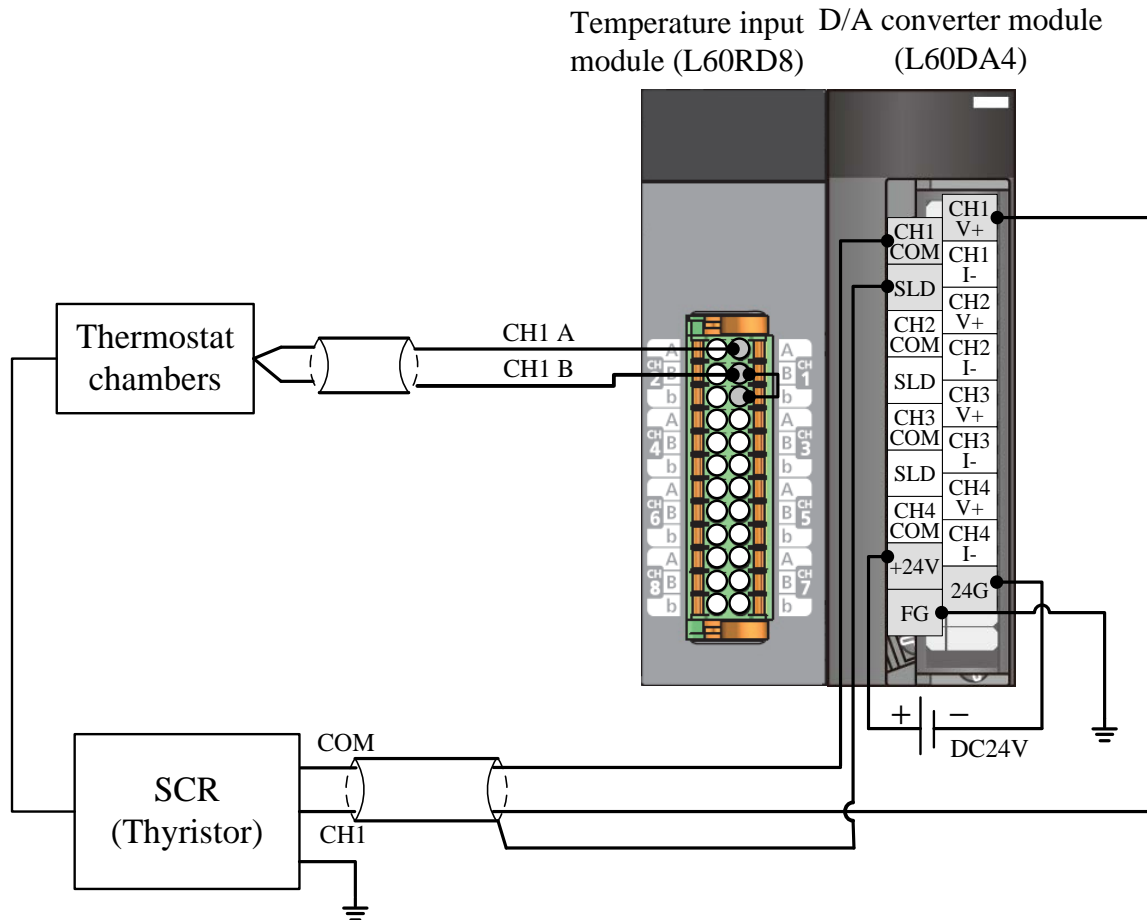 Temperature input
module (L60RD8)
D/A converter module
(L60DA4)
CH1
V+
CH1
I-
CH2
V+
CH2
I-
CH3
V+
CH3
I-
CH4
V+
CH4
I-
24G
CH1
COM
SLD
CH2
COM
SLD
CH3
COM
SLD
CH4
COM
+24V
FG
Thermostat
chambers
CH1 A
CH1 B
A
B
b
CH
2
A
B
b
CH
4
A
B
b
CH
6
A
B
b
CH
8
A
B
b
CH
1
A
B
b
CH
3
A
B
b
CH
5
A
B
b
CH
7
+
−
DC24V
SCR
(Thyristor)
COM
CH1